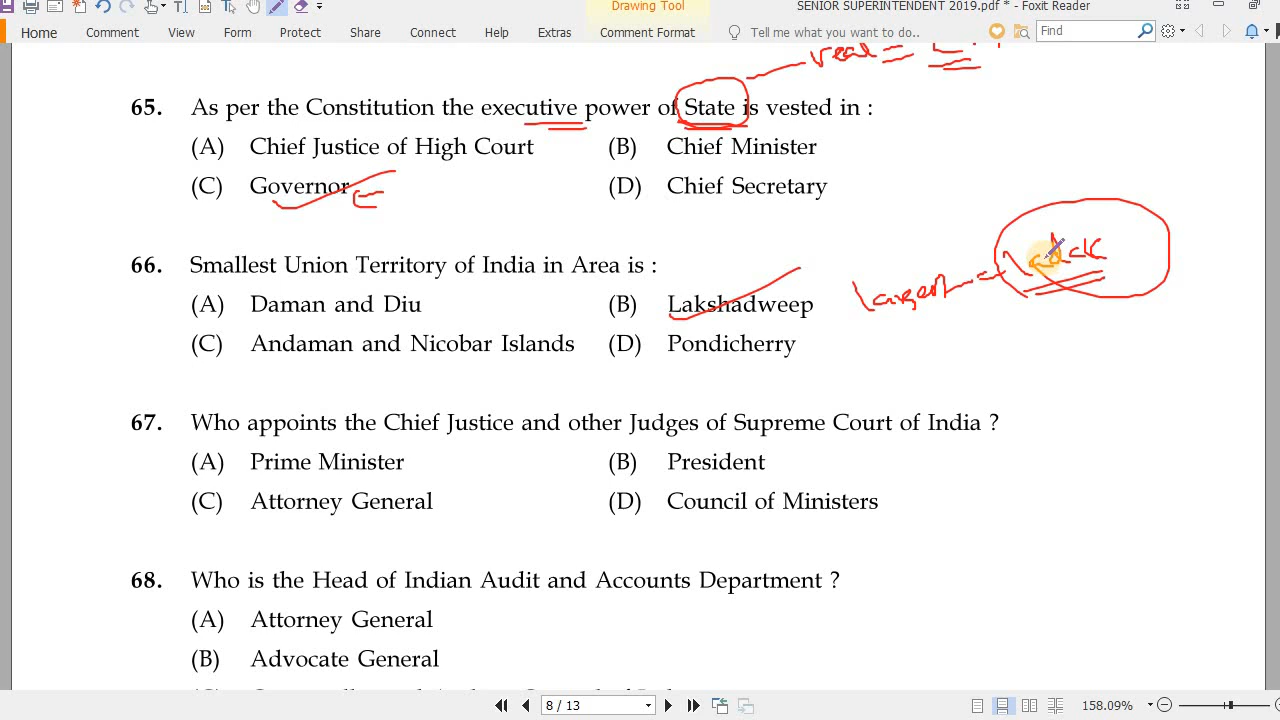 Drawing Tool
SENIOR SUPERINTENDENT 2019.pdf * - Foxit Reader
Home Comment View Form Protect Share Connect Help Extras Comment Format Tell me what you want to do.. Find
real =
65. As per the Constitution the executive power of State is vested in :
(A) Chief Justice of High Court (B) Chief Minister
(C) Governor (D) Chief Secretary
66. Smallest Union Territory of India in Area is :
(A) Daman and Diu (B) Lakshadweep
largest =
(C) Andaman and Nicobar Islands (D) Pondicherry
67. Who appoints the Chief Justice and other Judges of Supreme Court of India ?
(A) Prime Minister (B) President
(C) Attorney General (D) Council of Ministers
68. Who is the Head of Indian Audit and Accounts Department ?
(A) Attorney General
(B) Advocate General
8 / 13
158.09%